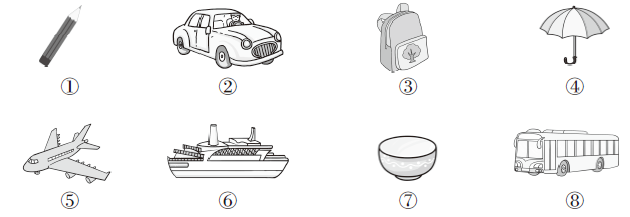 ① ② ③ ④
⑤ ⑥ ⑦ ⑧